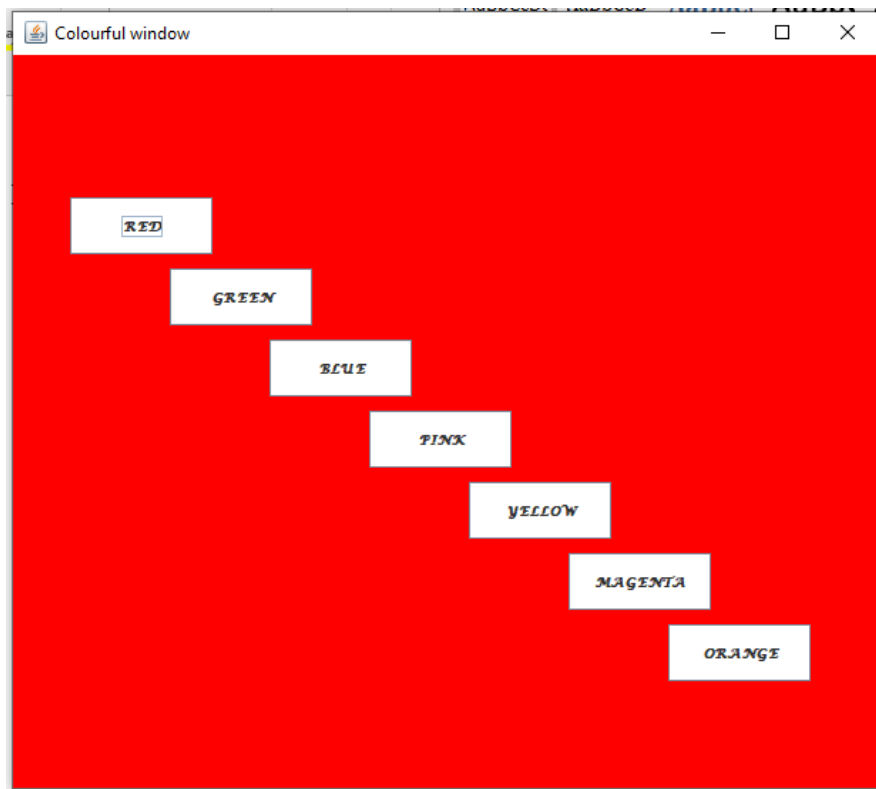 Colourful window
RED
GREEN
BLUE
PINK
YELLOW
MAGENTA
ORANGE